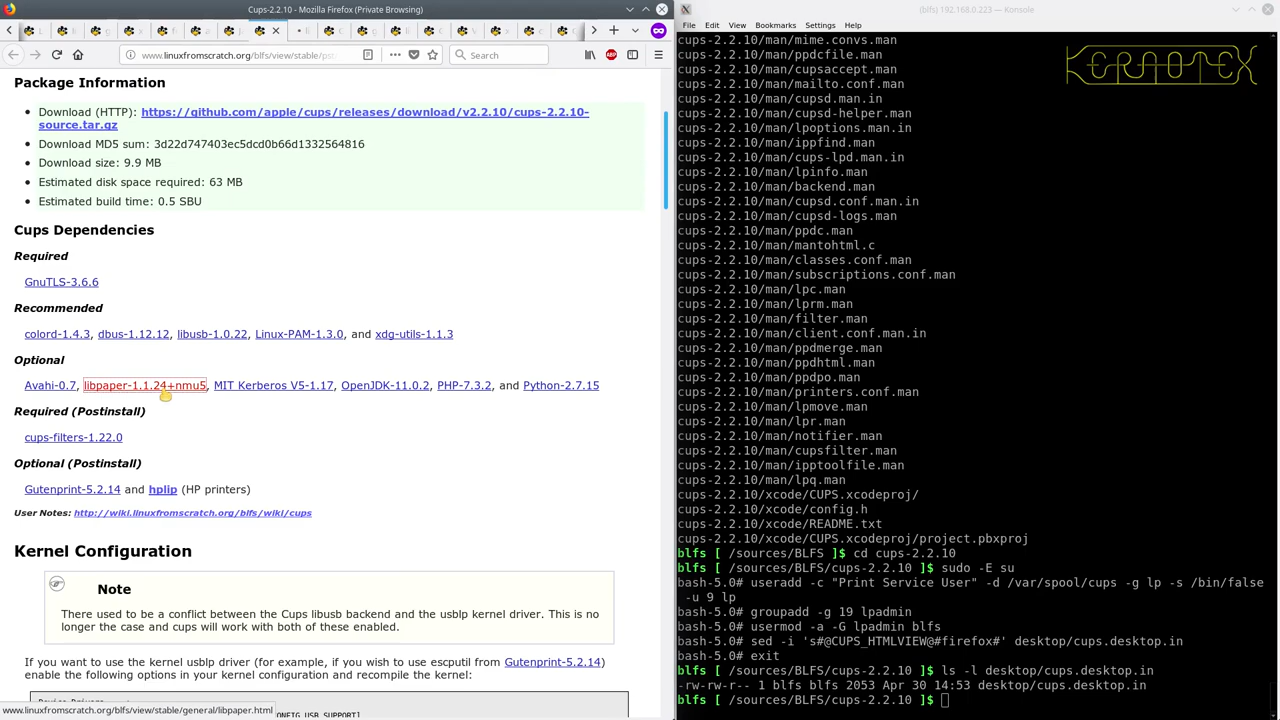 Cups-2.2.10 - Mozilla Firefox (Private Browsing)
www.linuxfromscratch.org/blfs/view/stable/pst
Search
Package Information
Download (HTTP): https://github.com/apple/cups/releases/download/v2.2.10/cups-2.2.10-
source.tar.gz
Download MD5 sum: 3d22d747403ec5dcd0b66d1332564816
Download size: 9.9 MB
Estimated disk space required: 63 MB
Estimated build time: 0.5 SBU
Cups Dependencies
Required
GnuTLS-3.6.6
Recommended
colord-1.4.3, dbus-1.12.12, libusb-1.0.22, Linux-PAM-1.3.0, and xdg-utils-1.1.3
Optional
Avahi-0.7, libpaper-1.1.24+nmu5, MIT Kerberos V5-1.17, OpenJDK-11.0.2, PHP-7.3.2, and Python-2.7.15
Required (Postinstall)
cups-filters-1.22.0
Optional (Postinstall)
Gutenprint-5.2.14 and hplip (HP printers)
User Notes: http://wiki.linuxfromscratch.org/blfs/wiki/cups
Kernel Configuration
Note
There used to be a conflict between the Cups libusb backend and the usblp kernel driver. This is no
longer the case and cups will work with both of these enabled.
If you want to use the kernel usblp driver (for example, if you wish to use escputil from Gutenprint-5.2.14)
enable the following options in your kernel configuration and recompile the kernel:
www.linuxfromscratch.org/blfs/view/stable/general/libpaper.html
CONFIG_USB_SUPPORT]
(blfs) 192.168.0.223 — Konsole
File Edit View Bookmarks Settings Help
KERAOTEX
cups-2.2.10/man/mime.convs.man
cups-2.2.10/man/ppdcfile.man
cups-2.2.10/man/cupsaccept.man
cups-2.2.10/man/mailto.conf.man
cups-2.2.10/man/cupsd.man.in
cups-2.2.10/man/cupsd-helper.man
cups-2.2.10/man/lpoptions.man.in
cups-2.2.10/man/ippfind.man
cups-2.2.10/man/cups-lpd.man.in
cups-2.2.10/man/lpinfo.man
cups-2.2.10/man/backend.man
cups-2.2.10/man/cupsd.conf.man.in
cups-2.2.10/man/cupsd-logs.man
cups-2.2.10/man/ppdc.man
cups-2.2.10/man/mantohtml.c
cups-2.2.10/man/classes.conf.man
cups-2.2.10/man/subscriptions.conf.man
cups-2.2.10/man/lpc.man
cups-2.2.10/man/lprm.man
cups-2.2.10/man/filter.man
cups-2.2.10/man/client.conf.man.in
cups-2.2.10/man/ppdmerge.man
cups-2.2.10/man/ppdhtml.man
cups-2.2.10/man/ppdpo.man
cups-2.2.10/man/printers.conf.man
cups-2.2.10/man/lpmove.man
cups-2.2.10/man/lpr.man
cups-2.2.10/man/notifier.man
cups-2.2.10/man/cupsfilter.man
cups-2.2.10/man/ipptoolfile.man
cups-2.2.10/man/lpq.man
cups-2.2.10/xcode/CUPS.xcodeproj/
cups-2.2.10/xcode/config.h
cups-2.2.10/xcode/README.txt
cups-2.2.10/xcode/CUPS.xcodeproj/project.pbxproj
blfs [ /sources/BLFS ]$ cd cups-2.2.10
blfs [ /sources/BLFS/cups-2.2.10 ]$ sudo -E su
bash-5.0# useradd -c "Print Service User" -d /var/spool/cups -g lp -s /bin/false
-u 9 lp
bash-5.0# groupadd -g 19 lpadmin
bash-5.0# usermod -a -G lpadmin blfs
bash-5.0# sed -i 's#@CUPS_HTMLVIEW@#firefox#' desktop/cups.desktop.in
bash-5.0# exit
blfs [ /sources/BLFS/cups-2.2.10 ]$ ls -l desktop/cups.desktop.in
-rw-rw-r-- 1 blfs blfs 2053 Apr 30 14:53 desktop/cups.desktop.in
blfs [ /sources/BLFS/cups-2.2.10 ]$